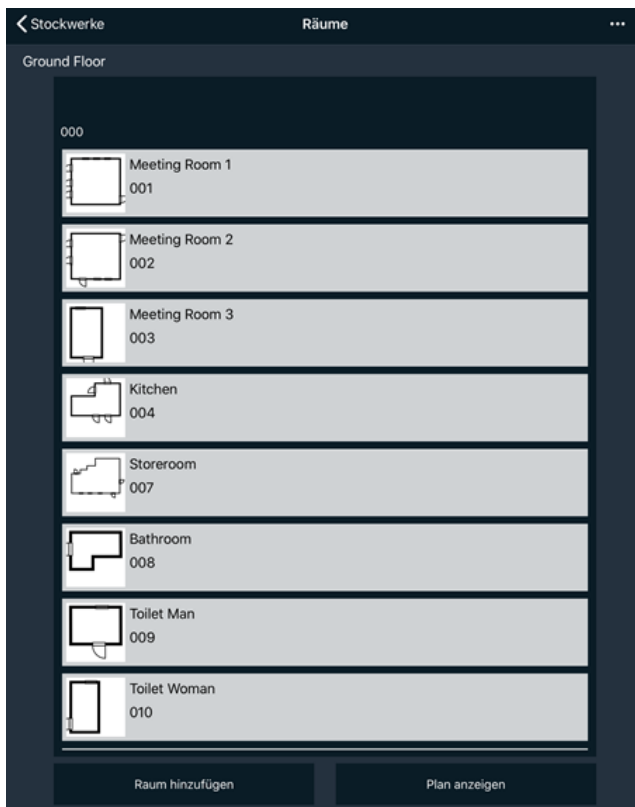 Stockwerke Räume ...
Ground Floor
000
Meeting Room 1
001
Meeting Room 2
002
Meeting Room 3
003
Kitchen
004
Storeroom
007
Bathroom
008
Toilet Man
009
Toilet Woman
010
Raum hinzufügen Plan anzeigen